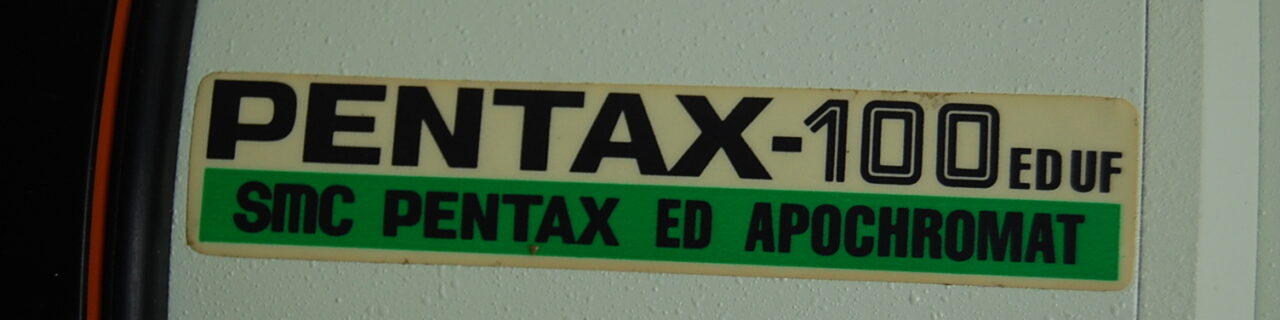 PENTAX-100 ED UF
SMC PENTAX ED APOCHROMAT